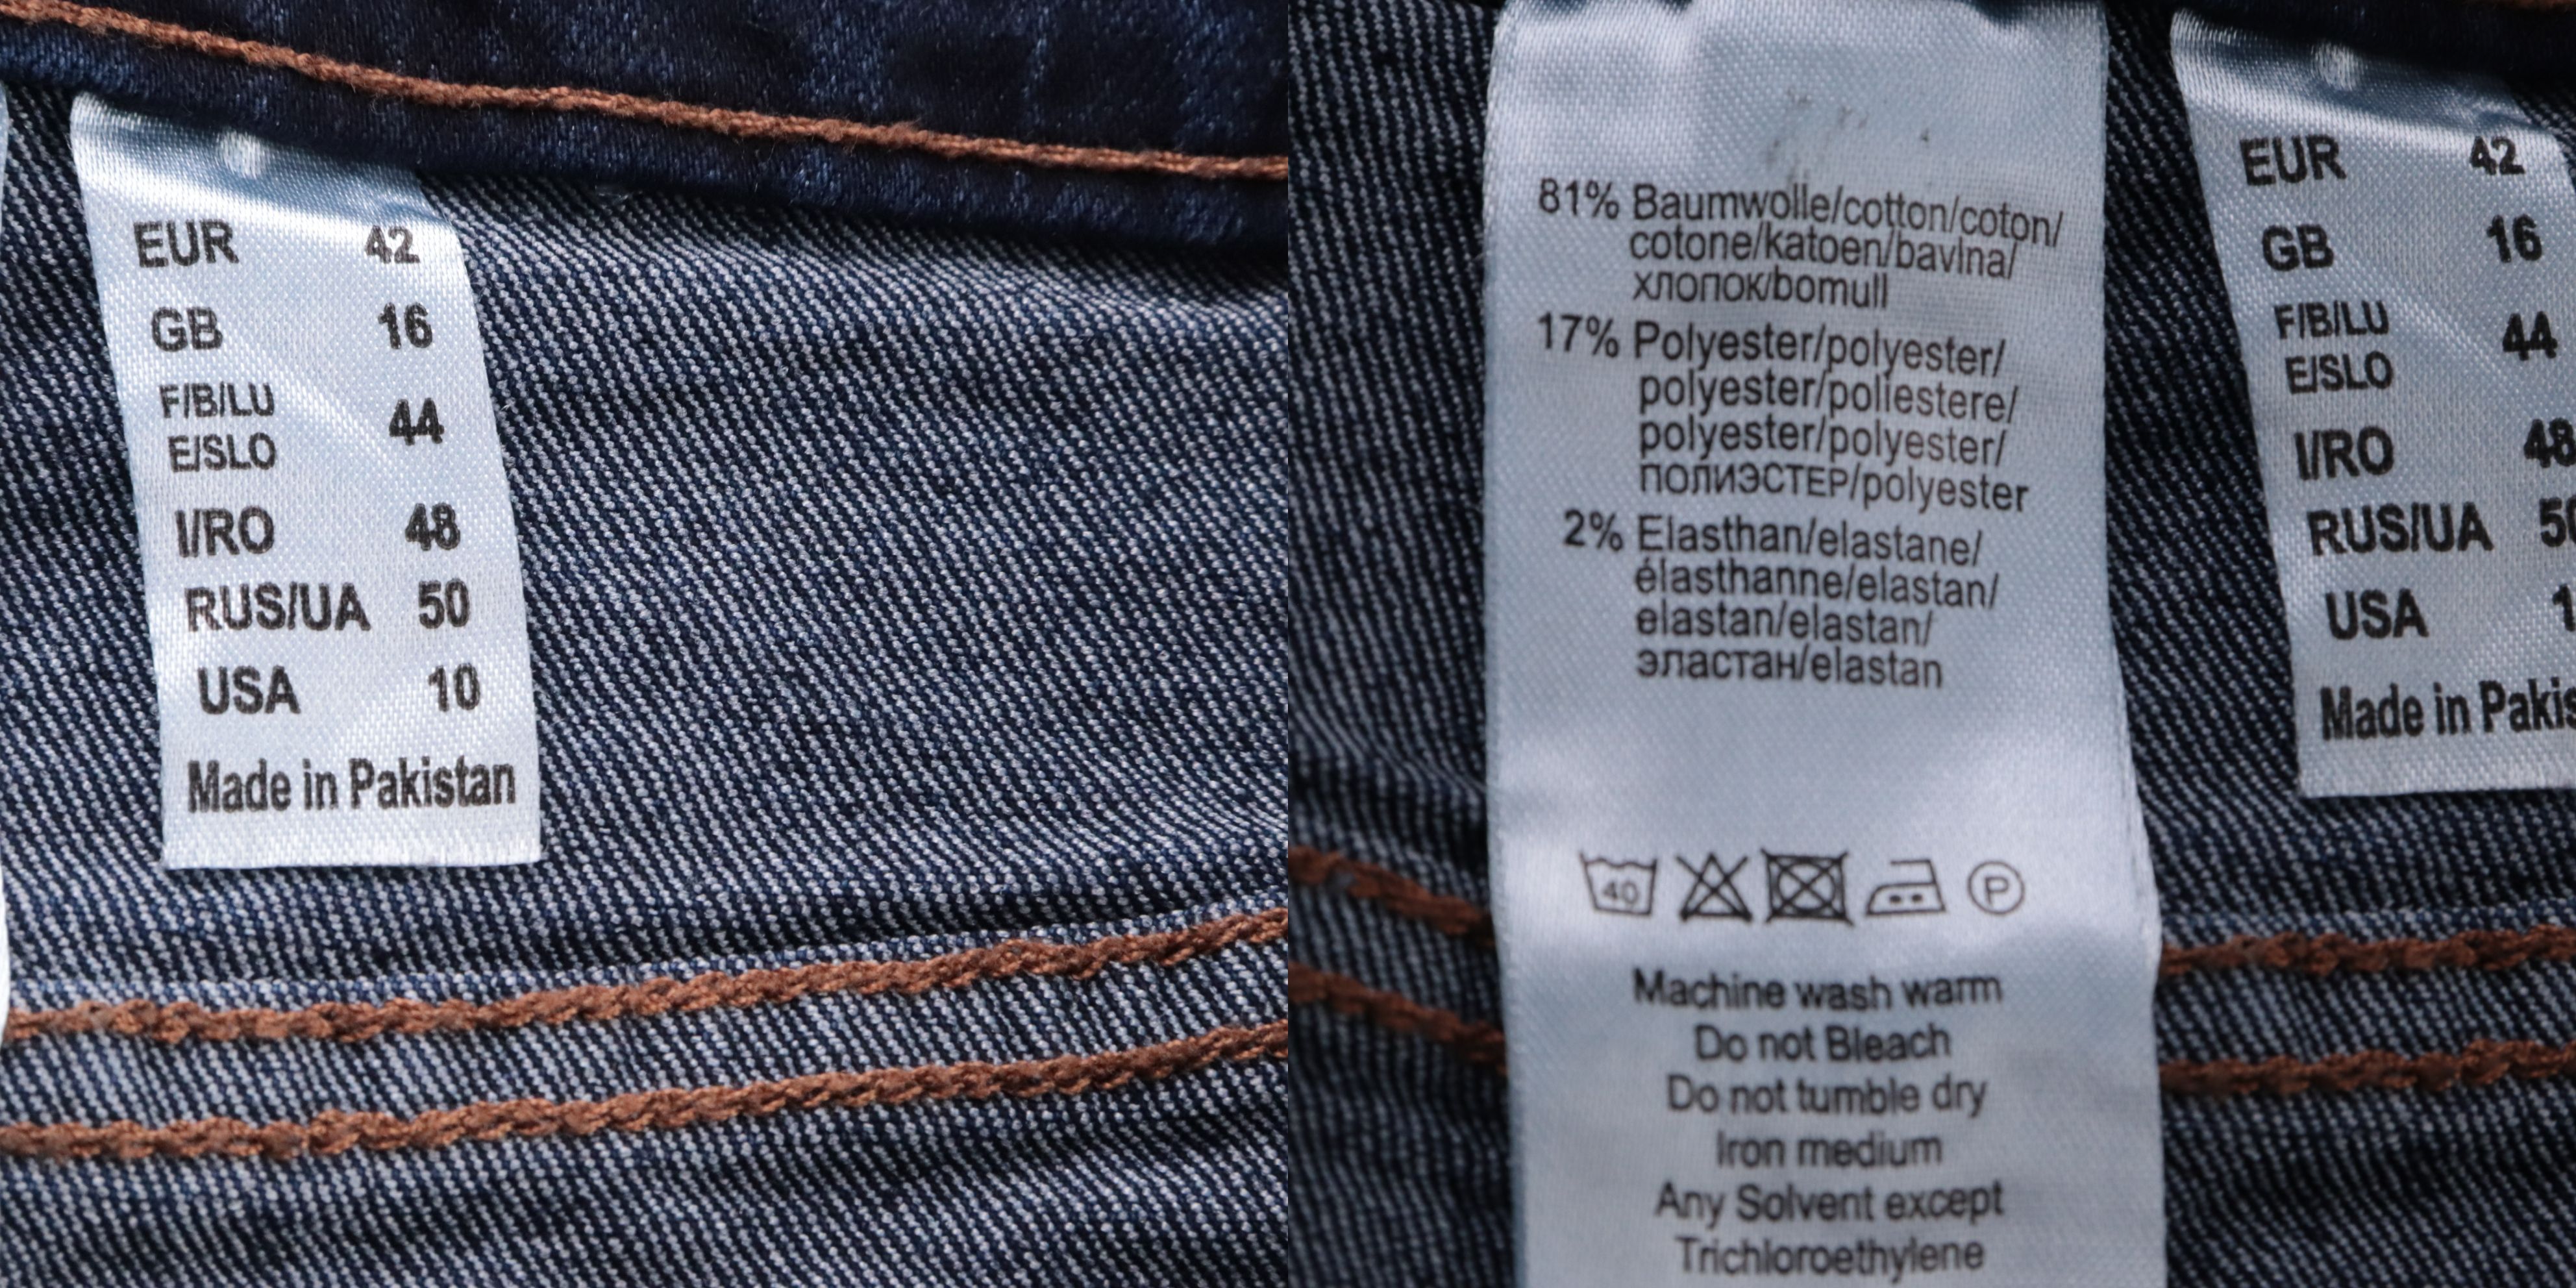 EUR 42
GB 16
F/B/LU
E/SLO 44
I/RO 48
RUS/UA 50
USA 10
Made in Pakistan
81% Baumwolle/cotton/coton/
cotone/katoen/bavlna/
хлопок/bomull
17% Polyester/polyester/
polyester/poliestere/
polyester/polyester/
полиЭСТЕР/polyester
2% Elasthan/elastane/
élasthanne/elastan/
elastan/elastan/
эластан/elastan
40
P
Machine wash warm
Do not Bleach
Do not tumble dry
Iron medium
Any Solvent except
Trichloroethylene
EUR 42
GB 16
F/B/LU
E/SLO 44
I/RO 48
RUS/UA
USA
Made in